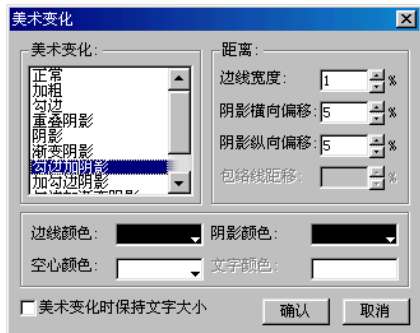 美术变化
美术变化:
正常
加粗
勾边
重叠阴影
阴影
渐变阴影
勾边加阴影
加勾边阴影
距离:
边线宽度: 1 %
阴影横向偏移: 5 %
阴影纵向偏移: 5 %
包络线距移: %
边线颜色:
阴影颜色:
空心颜色:
文字颜色:
美术变化时保持文字大小
确认
取消